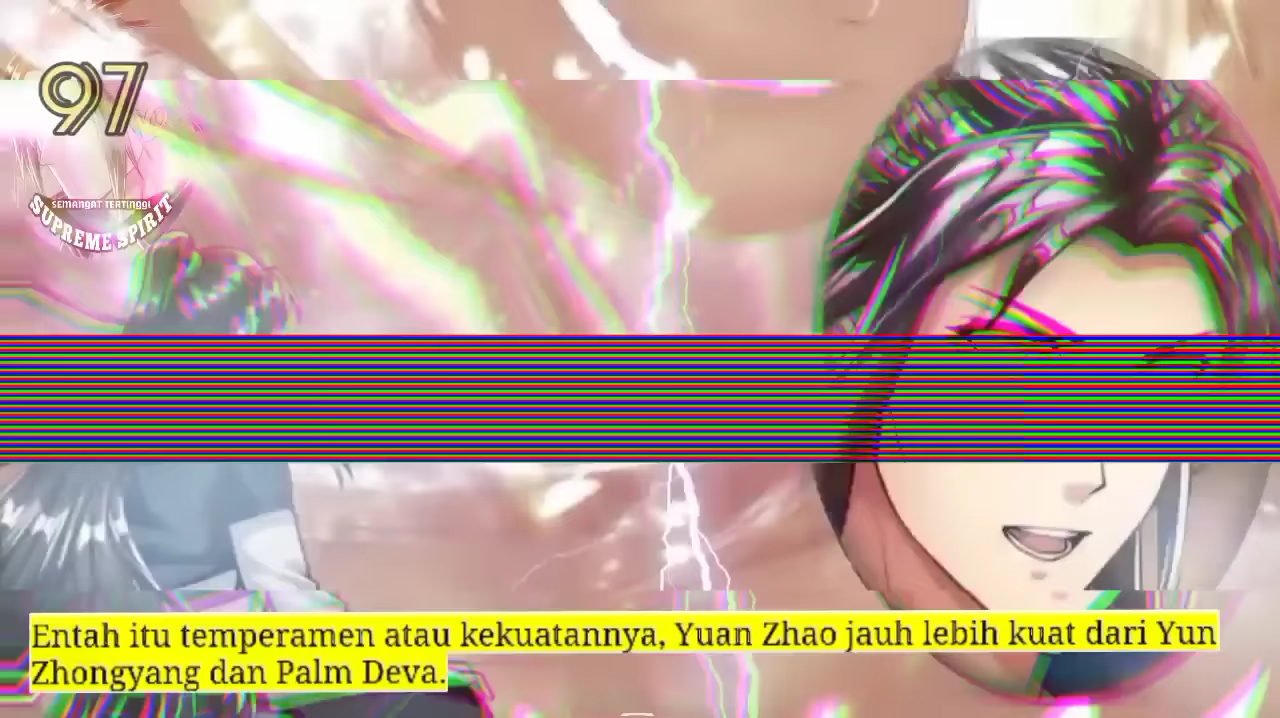 97
SEMANGAT TERTINGGI
SUPREME SPIRIT
Entah itu temperamen atau kekuatannya, Yuan Zhao jauh lebih kuat dari Yun
Zhongyang dan Palm Deva.